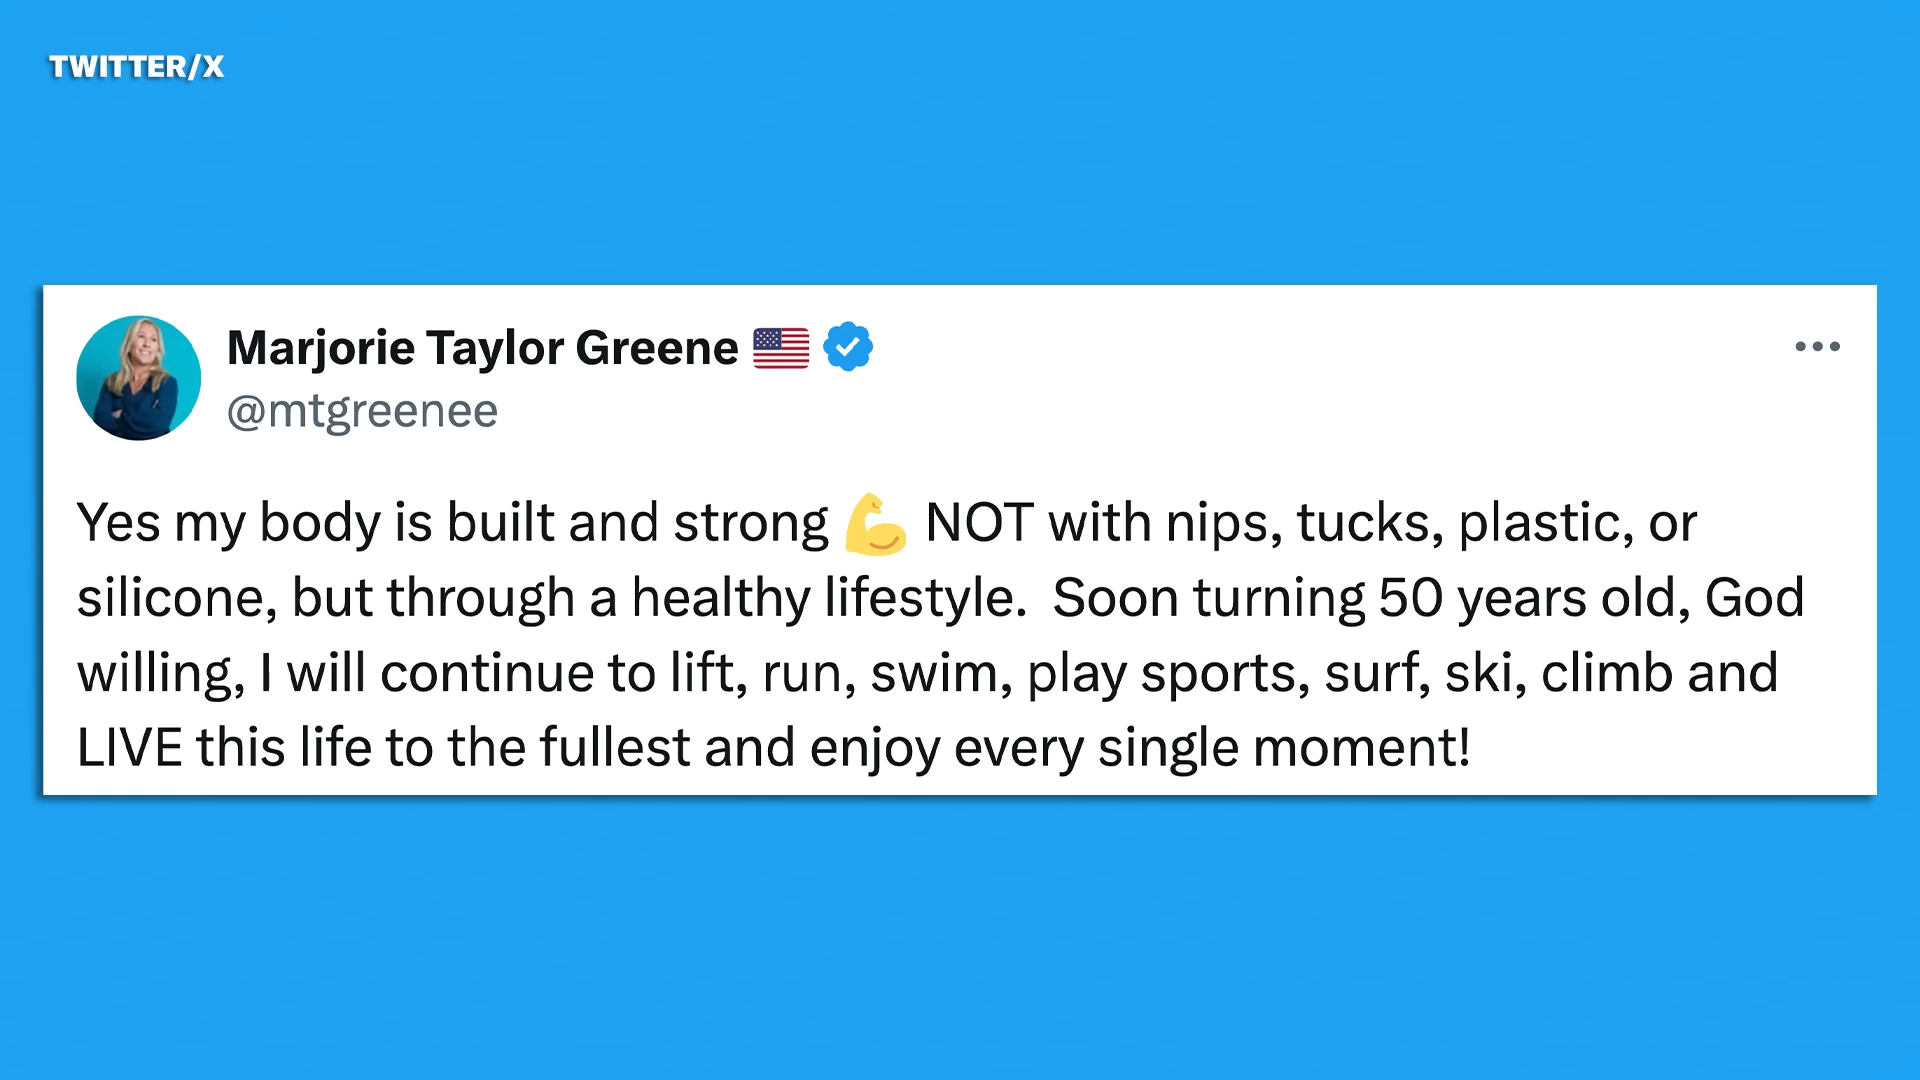 TWITTER/X
Marjorie Taylor Greene 🇺🇸
@mtgreenee
Yes my body is built and strong 💪 NOT with nips, tucks, plastic, or
silicone, but through a healthy lifestyle.  Soon turning 50 years old, God
willing, I will continue to lift, run, swim, play sports, surf, ski, climb and
LIVE this life to the fullest and enjoy every single moment!